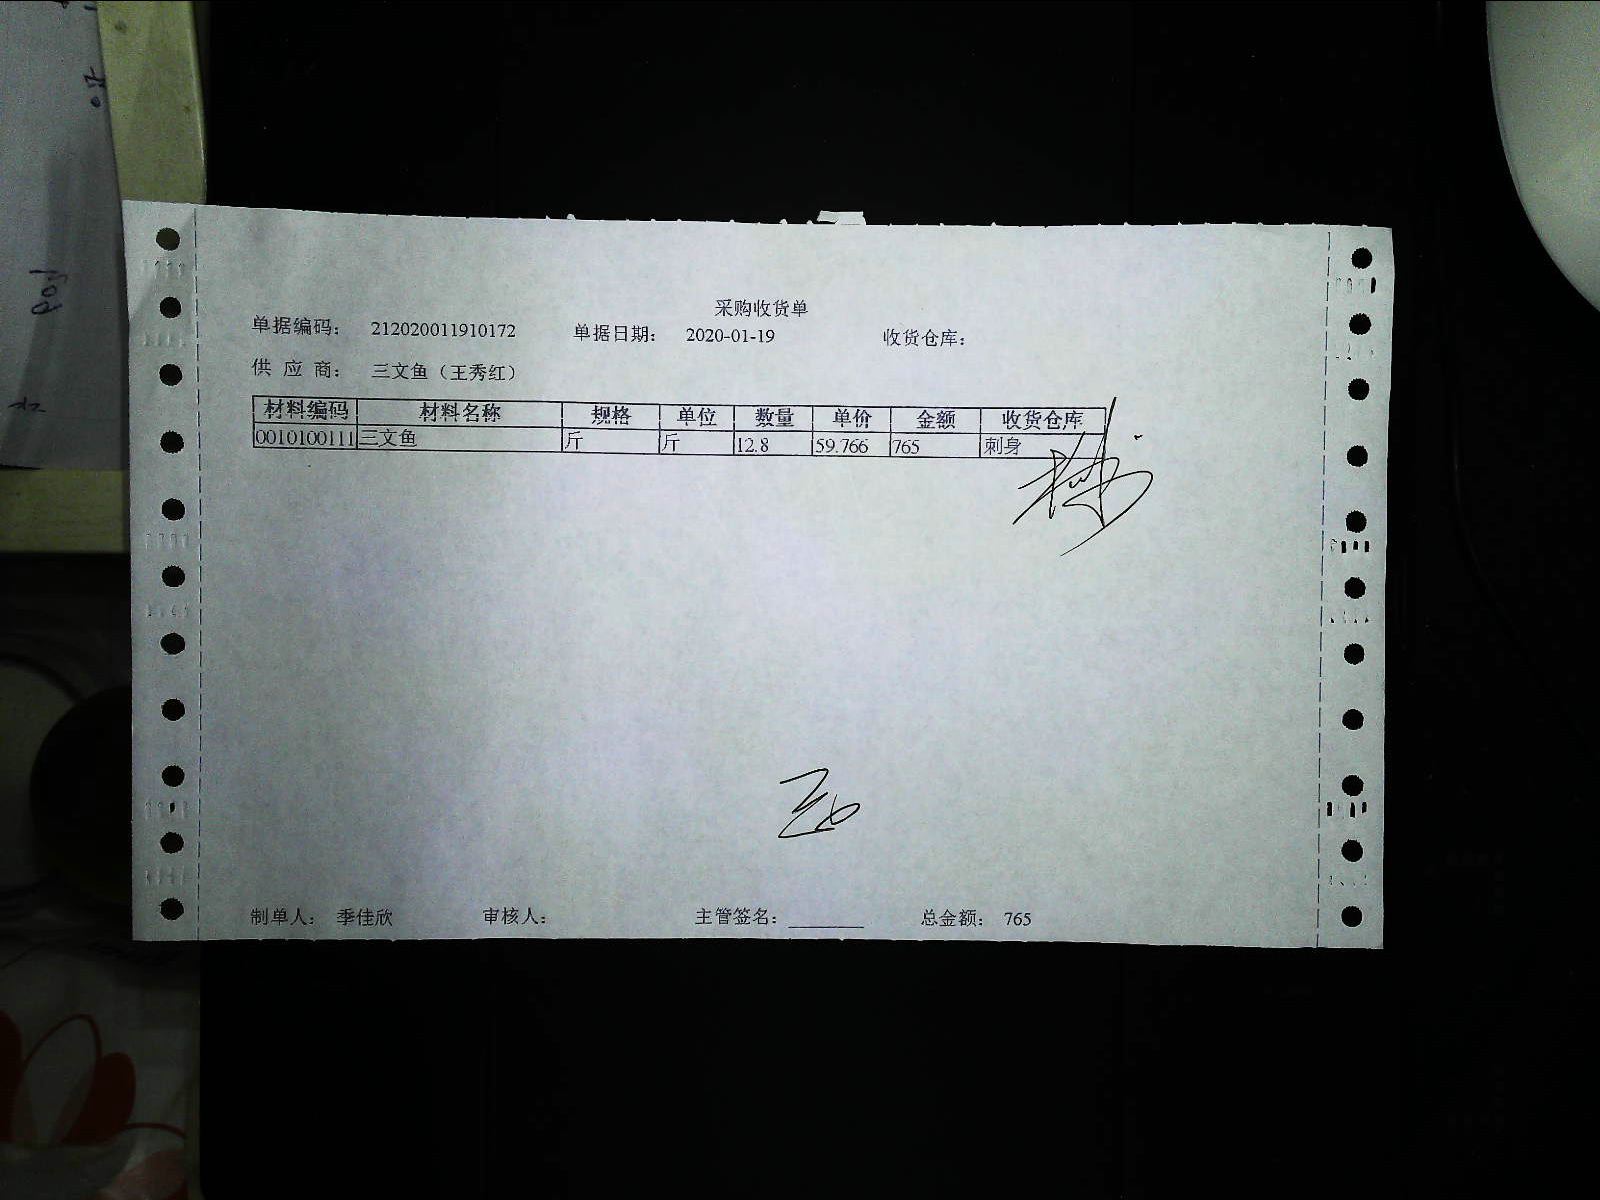 采购收货单
单据编码： 212020011910172 单据日期： 2020-01-19 收货仓库：
供 应 商： 三文鱼（王秀红）
材料编码 材料名称 规格 单位 数量 单价 金额 收货仓库
0010100111 三文鱼 斤 斤 12.8 59.766 765 刺身
制单人： 季佳欣 审核人： 主管签名： 总金额： 765